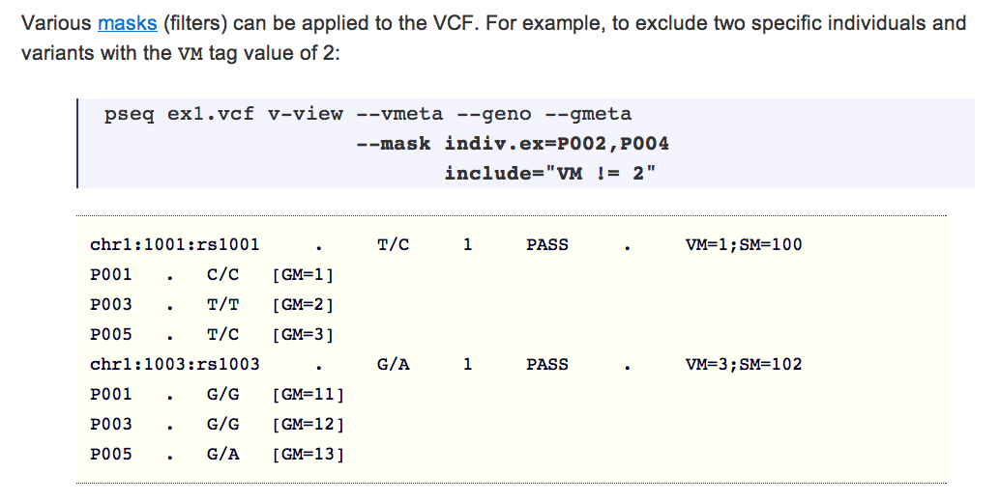 Various masks (filters) can be applied to the VCF. For example, to exclude two specific individuals and
variants with the VM tag value of 2:
pseq ex1.vcf v-view --vmeta --geno --gmeta
--mask indiv.ex=P002,P004
include="VM != 2"
chr1:1001:rs1001 . T/C 1 PASS . VM=1;SM=100
P001 . C/C [GM=1]
P003 . T/T [GM=2]
P005 . T/C [GM=3]
chr1:1003:rs1003 . G/A 1 PASS . VM=3;SM=102
P001 . G/G [GM=11]
P003 . G/G [GM=12]
P005 . G/A [GM=13]